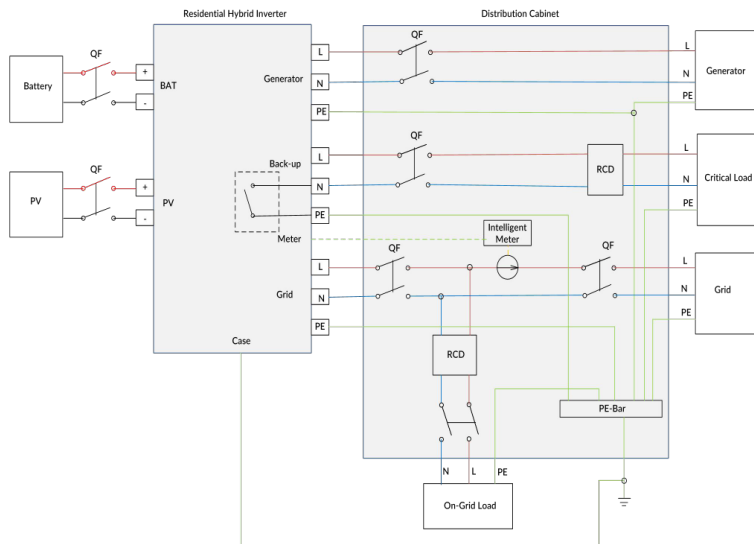 Residential Hybrid Inverter
Distribution Cabinet
QF
Battery
+
-
BAT
Generator
L
N
PE
QF
L
N
PE
Generator
QF
PV
+
-
PV
Back-up
L
N
PE
QF
RCD
L
N
PE
Critical Load
Meter
Intelligent
Meter
Grid
L
N
PE
QF
QF
L
N
PE
Grid
Case
RCD
PE-Bar
N
L
PE
On-Grid Load